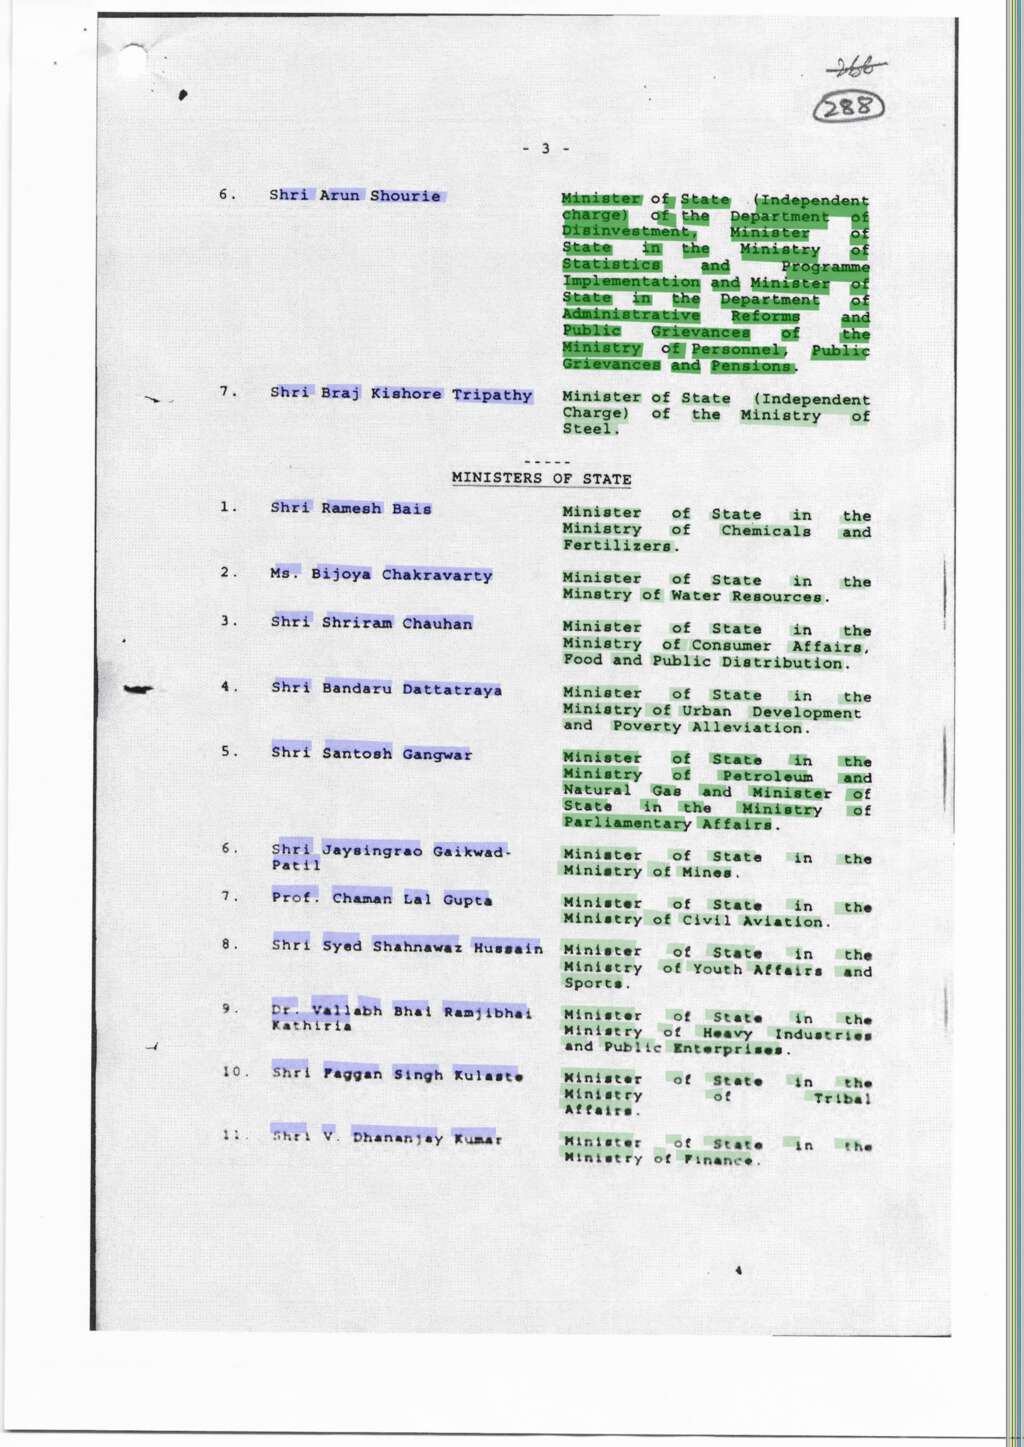 266
288
- 3 -
6. Shri Arun Shourie
Minister of State (Independent
charge) of the Department of
Disinvestment, Minister of
State in the Ministry of
Statistics and Programme
Implementation and Minister of
State in the Department of
Administrative Reforms and
Public Grievances of the
Ministry of Personnel, Public
Grievances and Pensions.
7. Shri Braj Kishore Tripathy
Minister of State (Independent
Charge) of the Ministry of
Steel.
-----
MINISTERS OF STATE
1. Shri Ramesh Bais
Minister of State in the
Ministry of Chemicals and
Fertilizers.
2. Ms. Bijoya Chakravarty
Minister of State in the
Minstry of Water Resources.
3. Shri Shriram Chauhan
Minister of State in the
Ministry of Consumer Affairs,
Food and Public Distribution.
4. Shri Bandaru Dattatraya
Minister of State in the
Ministry of Urban Development
and Poverty Alleviation.
5. Shri Santosh Gangwar
Minister of State in the
Ministry of Petroleum and
Natural Gas and Minister of
State in the Ministry of
Parliamentary Affairs.
6. Shri Jaysingrao Gaikwad-
Patil
Minister of State in the
Ministry of Mines.
7. Prof. Chaman Lal Gupta
Minister of State in the
Ministry of Civil Aviation.
8. Shri Syed Shahnawaz Hussain
Minister of State in the
Ministry of Youth Affairs and
Sports.
9. Dr. Vallabh Bhai Ramjibhai
Kathiria
Minister of State in the
Ministry of Heavy Industries
and Public Enterprises.
10. Shri Faggan Singh Kulaste
Minister of State in the
Ministry of Tribal
Affairs.
11. Shri V. Dhananjay Kumar
Minister of State in the
Ministry of Finance.